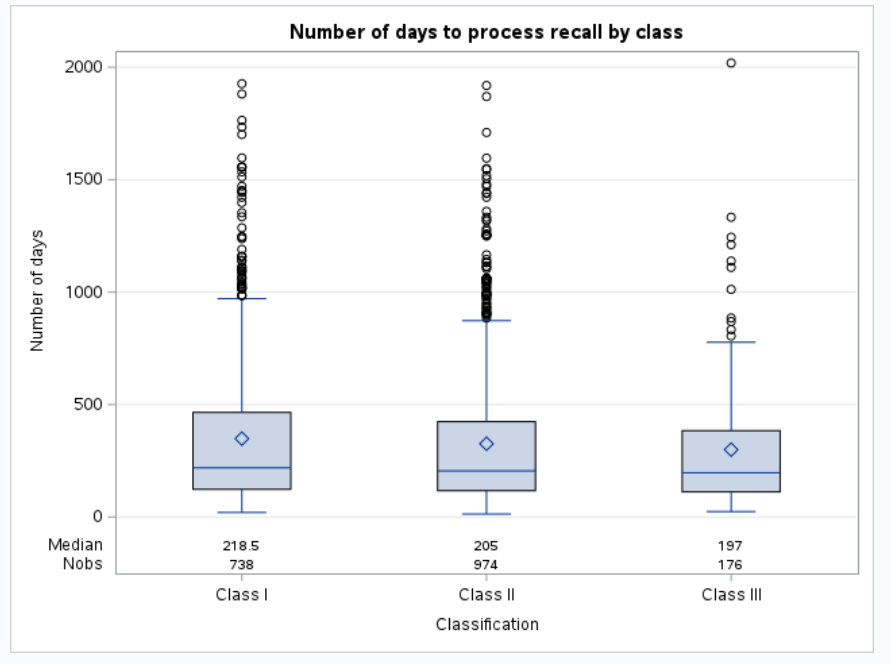 Number of days to process recall by class
2000
1500
1000
500
0
Number of days
Median 218.5 205 197
Nobs 738 974 176
Class I Class II Class III
Classification